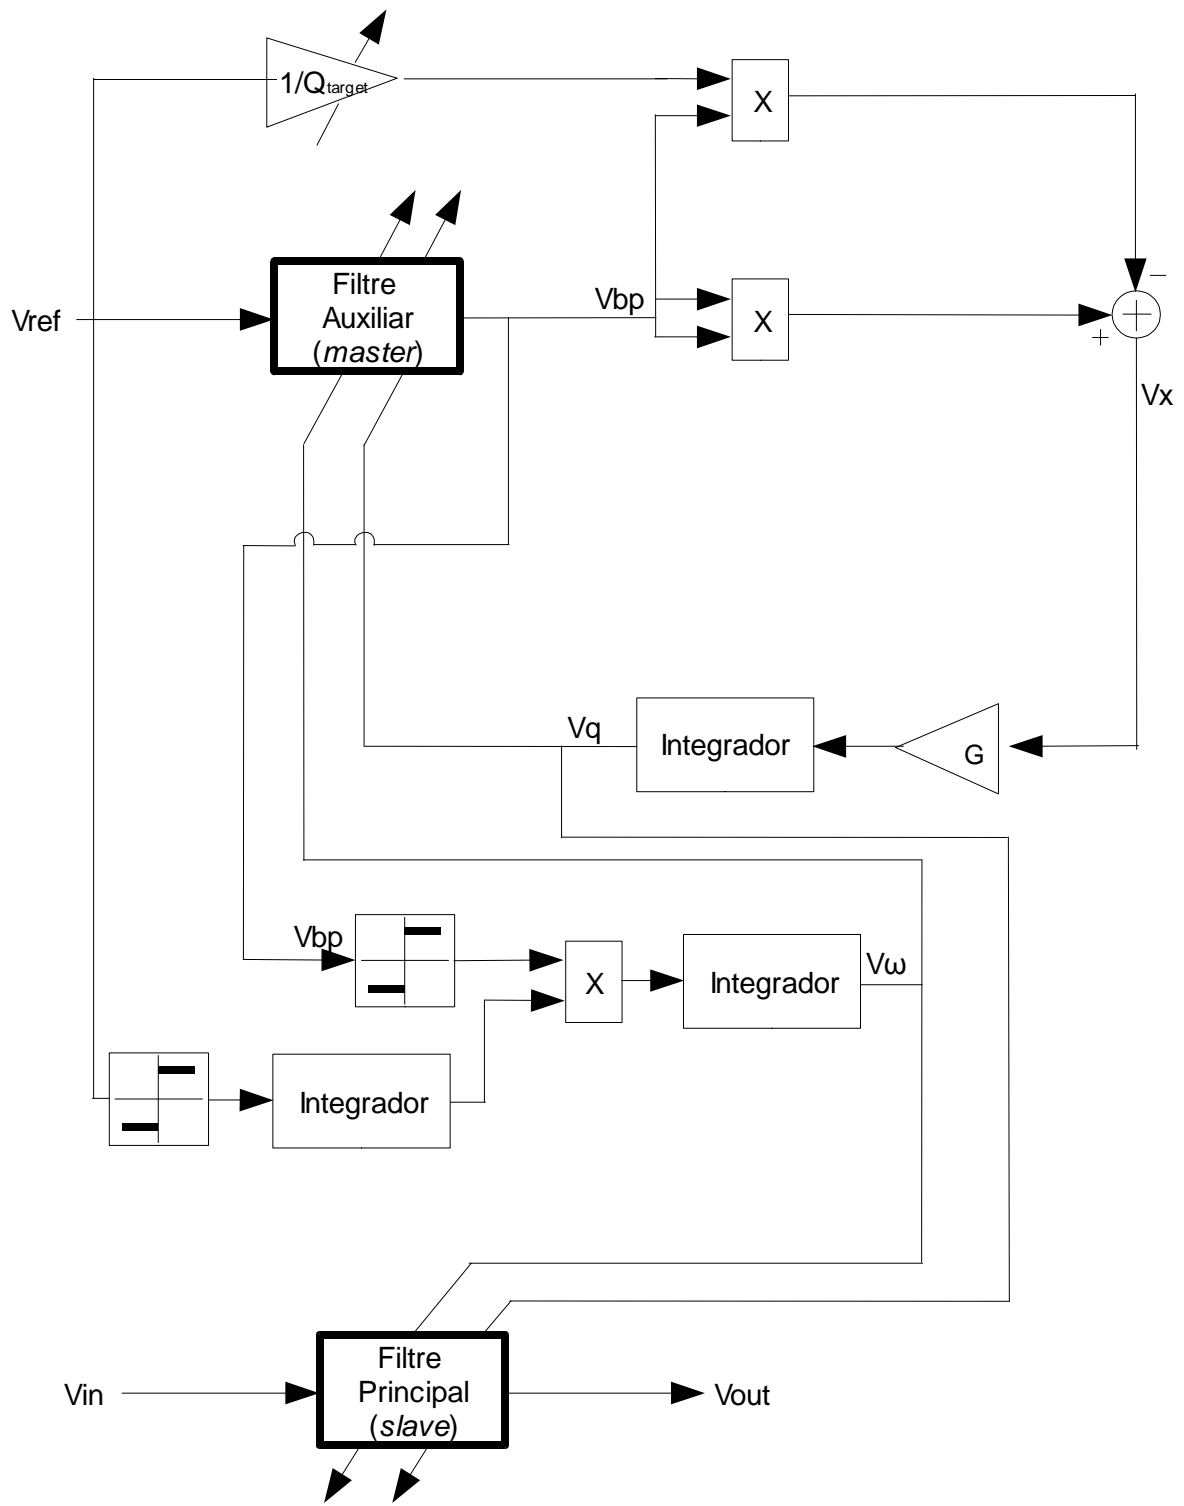 1/Qtarget
X
Filtre
Auxiliar
(master)
Vref
Vbp
X
+
−
+
Vx
Vq
Integrador
G
Vbp
X
Integrador
Vω
Integrador
Filtre
Principal
(slave)
Vin
Vout